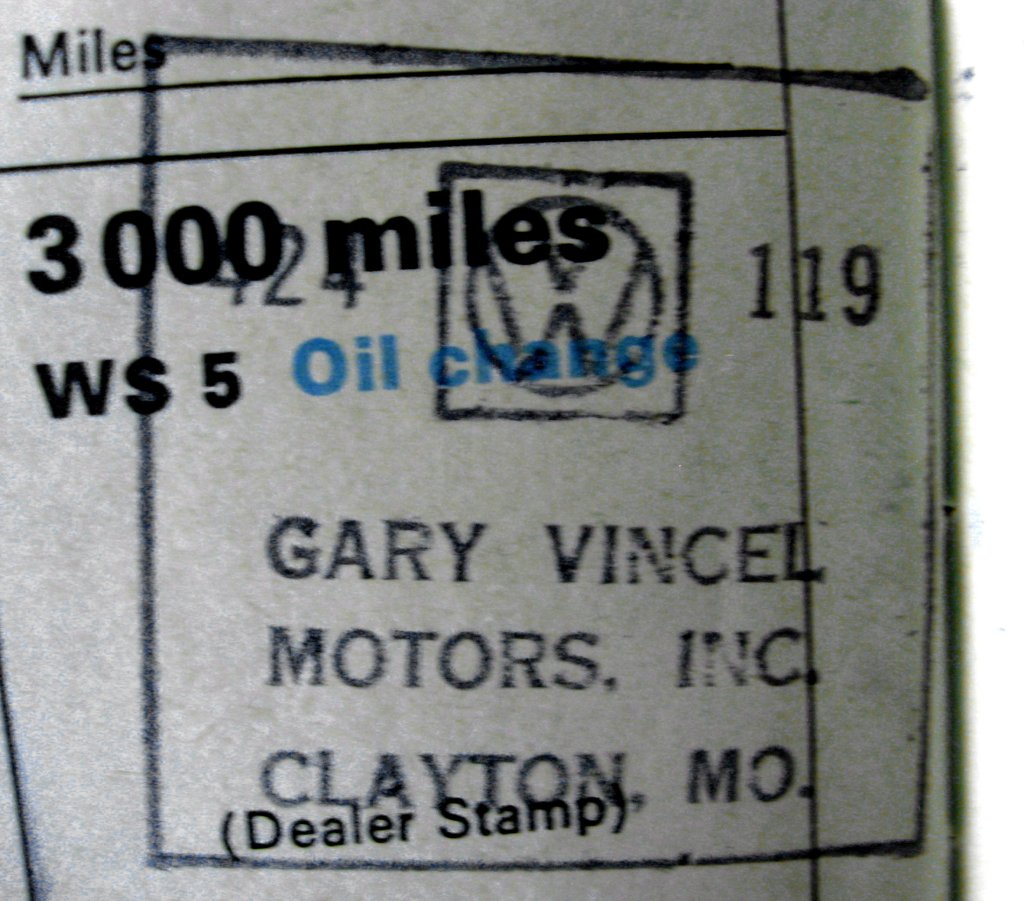 Miles
3000 miles
424 119
WS 5 Oil change
GARY VINCEL
MOTORS, INC.
CLAYTON, MO.
(Dealer Stamp)